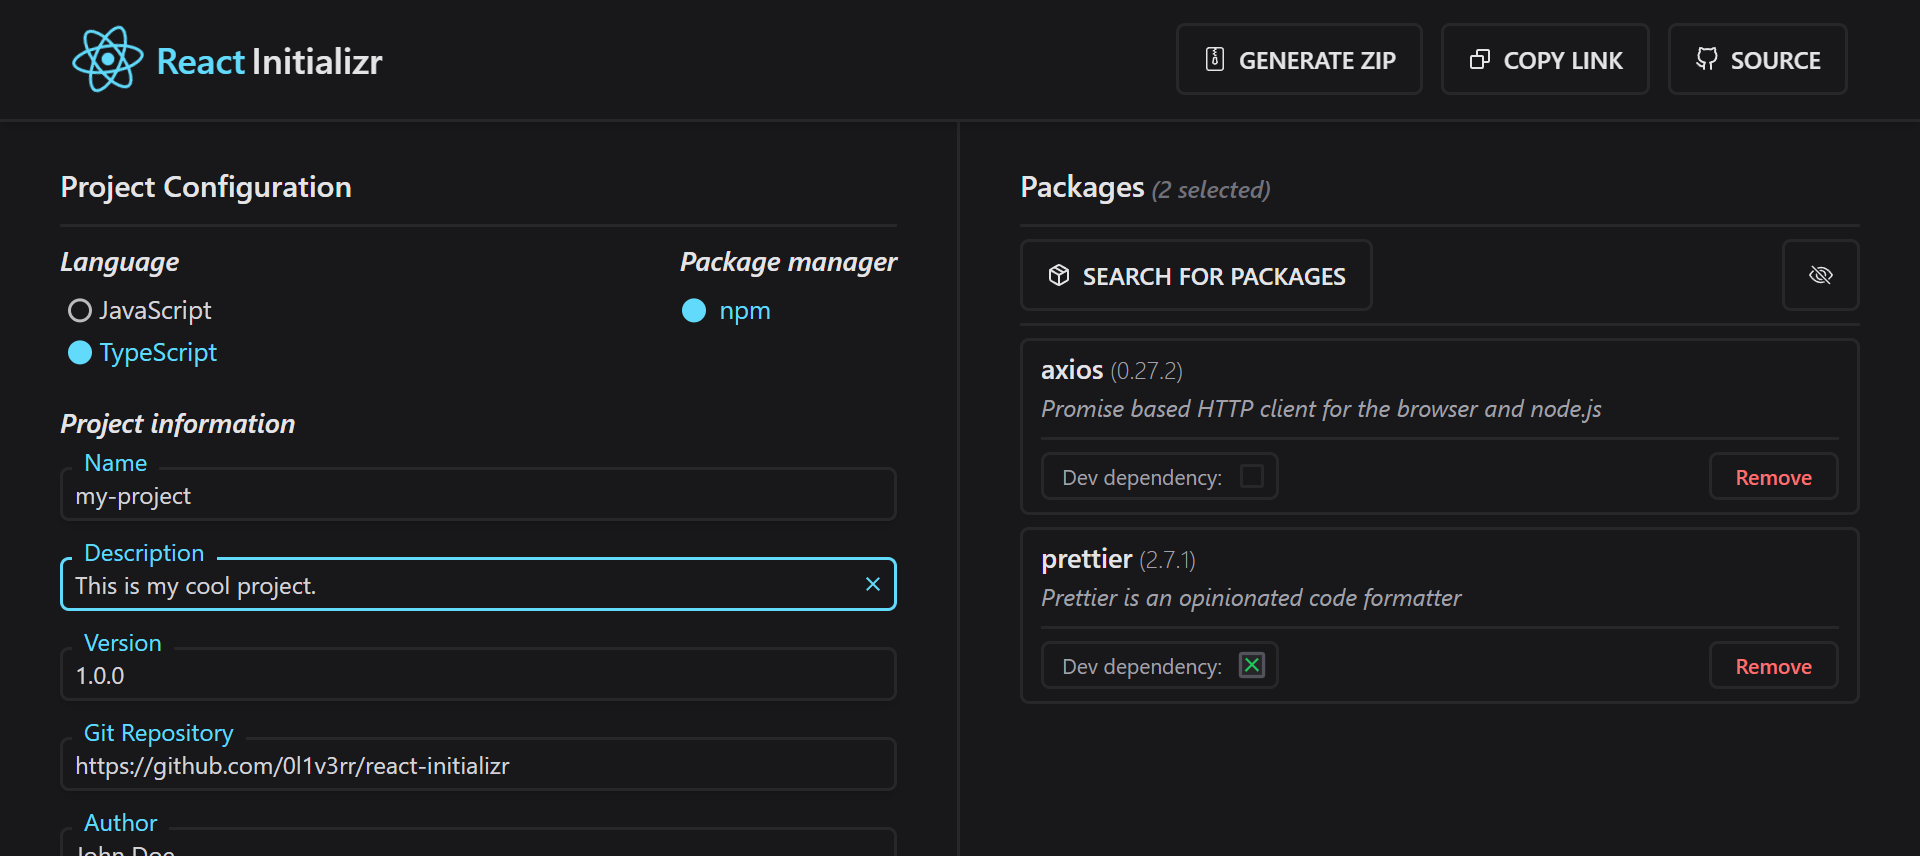 React Initializr
GENERATE ZIP
COPY LINK
SOURCE
Project Configuration
Language
Package manager
JavaScript
npm
TypeScript
Project information
Name
my-project
Description
This is my cool project.
Version
1.0.0
Git Repository
https://github.com/0l1v3rr/react-initializr
Author
John Doe
Packages (2 selected)
SEARCH FOR PACKAGES
axios (0.27.2)
Promise based HTTP client for the browser and node.js
Dev dependency:
Remove
prettier (2.7.1)
Prettier is an opinionated code formatter
Dev dependency:
Remove